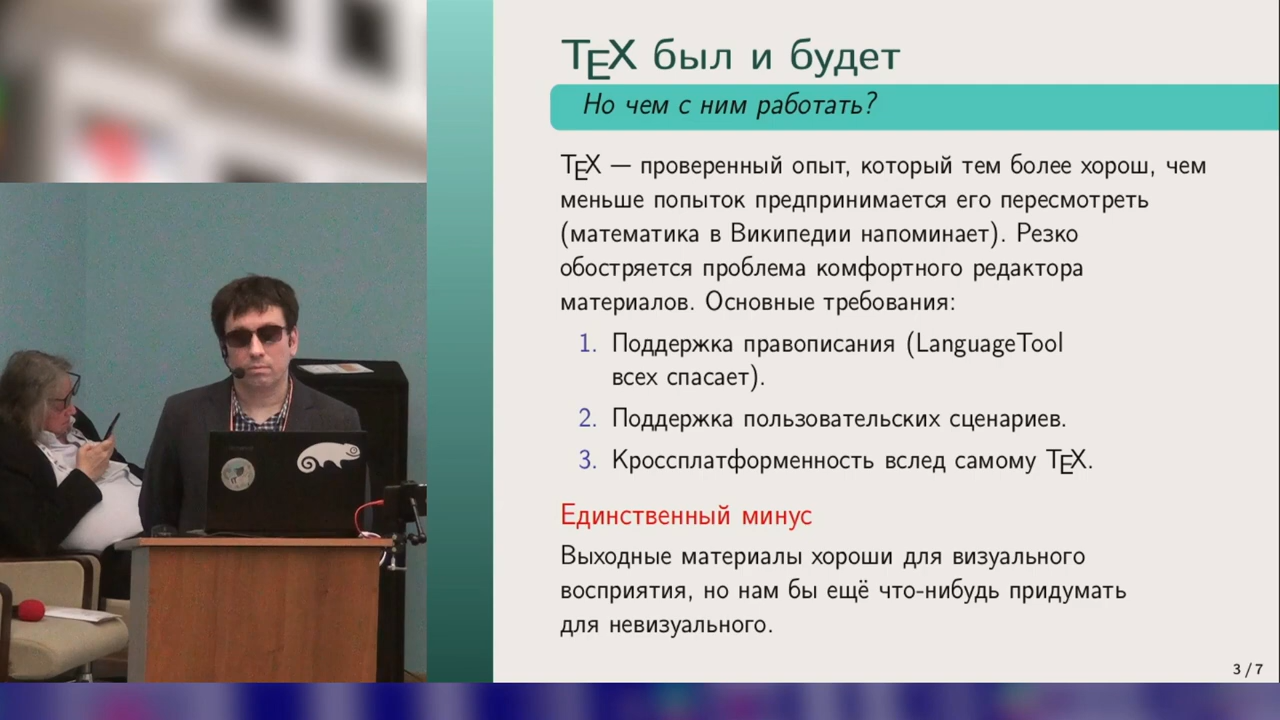 TEX был и будет
Но чем с ним работать?
TEX — проверенный опыт, который тем более хорош, чем
меньше попыток предпринимается его пересмотреть
(математика в Википедии напоминает). Резко
обостряется проблема комфортного редактора
материалов. Основные требования:
1. Поддержка правописания (LanguageTool
всех спасает).
2. Поддержка пользовательских сценариев.
3. Кроссплатформенность вслед самому TEX.
Единственный минус
Выходные материалы хороши для визуального
восприятия, но нам бы ещё что-нибудь придумать
для невизуального.
3 / 7